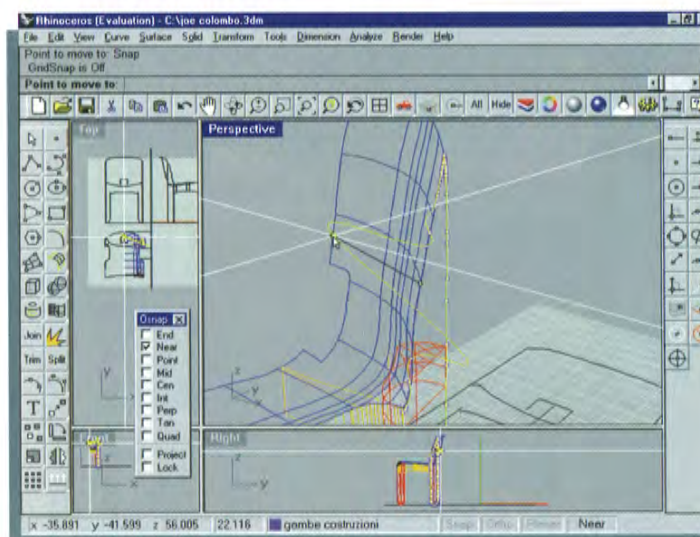 Rhinoceros (Evaluation) - C:\joe colombo.3dm
File Edit View Curve Surface Solid Transform Tools Dimension Analyze Render Help
Point to move to: Snap
GridSnap is Off
Point to move to:
All Hide
Top
Perspective
Osnap
End
Near
Point
Mid
Cen
Int
Perp
Tan
Quad
Project
Lock
Join
Trim Split
T
y
x
z
y
z
x
Front
Right
z
y
x -35.891 y -41.599 z 56.005 22.116 gambe costruzioni Snap Ortho Planar Near